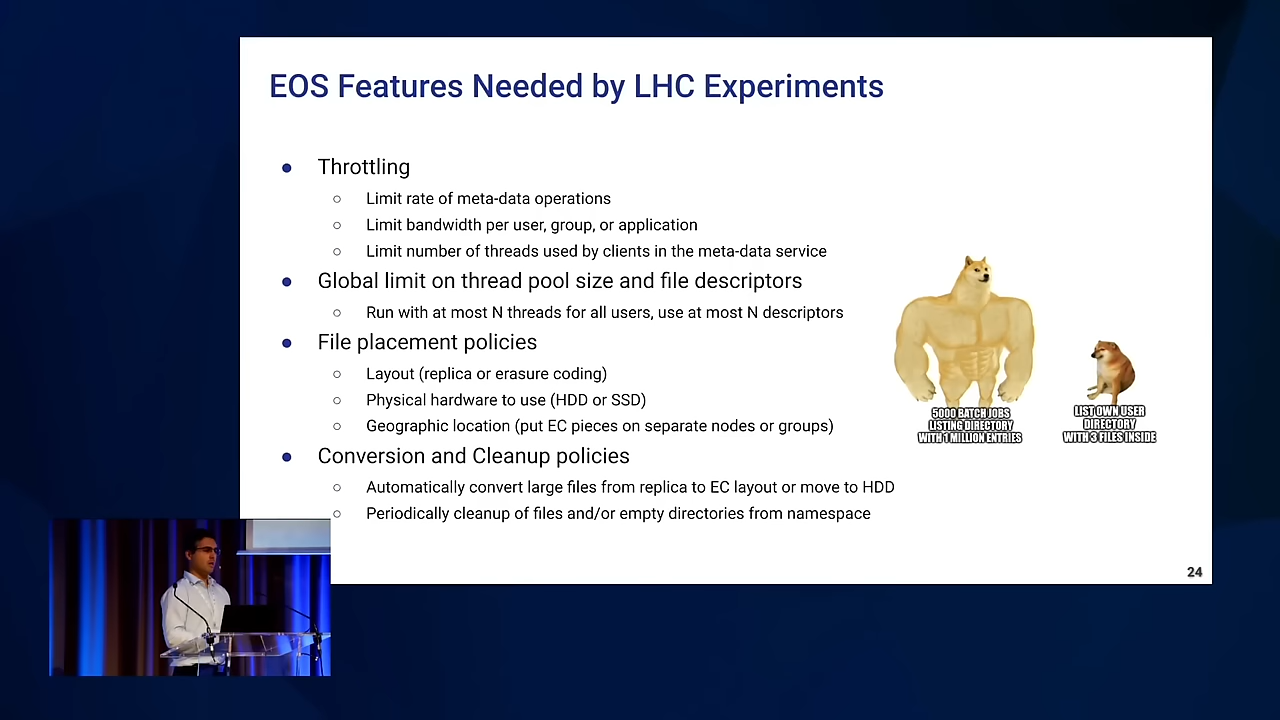 EOS Features Needed by LHC Experiments
● Throttling
○ Limit rate of meta-data operations
○ Limit bandwidth per user, group, or application
○ Limit number of threads used by clients in the meta-data service
● Global limit on thread pool size and file descriptors
○ Run with at most N threads for all users, use at most N descriptors
● File placement policies
○ Layout (replica or erasure coding)
○ Physical hardware to use (HDD or SSD)
○ Geographic location (put EC pieces on separate nodes or groups)
● Conversion and Cleanup policies
○ Automatically convert large files from replica to EC layout or move to HDD
○ Periodically cleanup of files and/or empty directories from namespace
5000 BATCH JOBS
LISTING DIRECTORY
WITH 1 MILLION ENTRIES
LIST OWN USER
DIRECTORY
WITH 3 FILES INSIDE
24